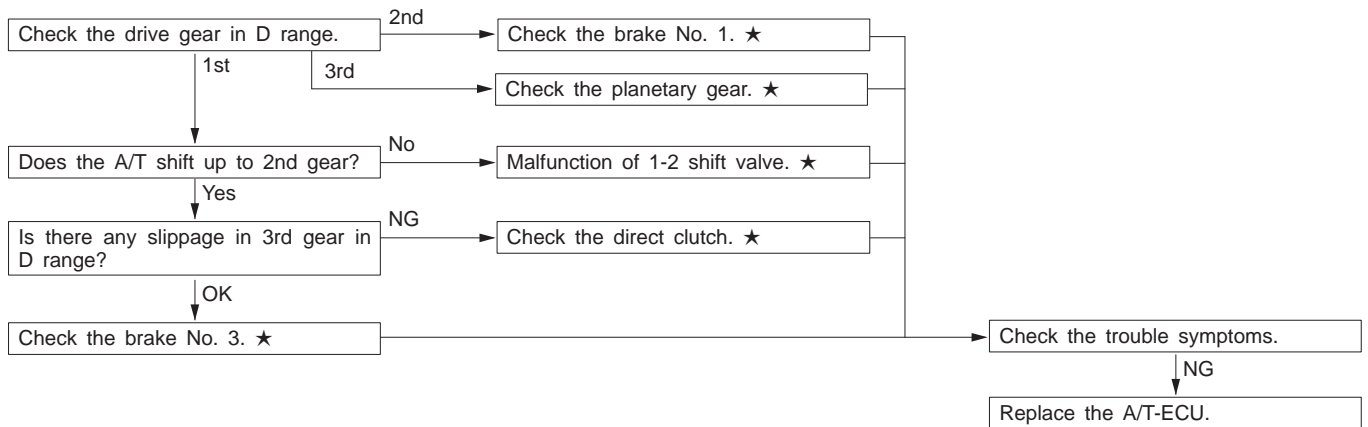 Check the drive gear in D range.
2nd
Check the brake No. 1. ★
1st
3rd
Check the planetary gear. ★
Does the A/T shift up to 2nd gear?
No
Malfunction of 1-2 shift valve. ★
Yes
Is there any slippage in 3rd gear in
D range?
NG
Check the direct clutch. ★
OK
Check the brake No. 3. ★
Check the trouble symptoms.
NG
Replace the A/T-ECU.